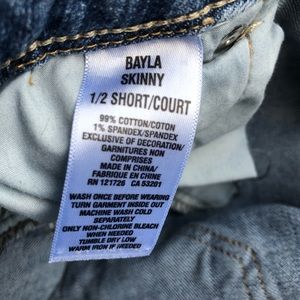 BAYLA
SKINNY
1/2 SHORT/COURT
99% COTTON/COTON
1% SPANDEX/SPANDEX
EXCLUSIVE OF DECORATION/
GARNITURES NON
COMPRISES
MADE IN CHINA/
FABRIQUE EN CHINE
RN 121726 CA 53201
WASH ONCE BEFORE WEARING
TURN GARMENT INSIDE OUT
MACHINE WASH COLD
SEPARATELY
ONLY NON-CHLORINE BLEACH
WHEN NEEDED
TUMBLE DRY LOW
WARM IRON IF NEEDED